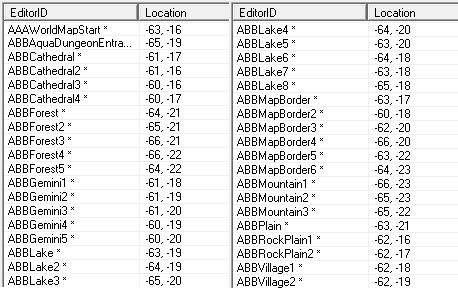 EditorID Location
AAAWorldMapStart * -63, -16
ABBAquaDungeonEntra... -65, -19
ABBCathedral * -61, -17
ABBCathedral2 * -61, -16
ABBCathedral3 * -60, -16
ABBCathedral4 * -60, -17
ABBForest * -64, -21
ABBForest2 * -65, -21
ABBForest3 * -66, -21
ABBForest4 * -66, -22
ABBForest5 * -64, -22
ABBGemini1 * -61, -18
ABBGemini2 * -61, -19
ABBGemini3 * -61, -20
ABBGemini4 * -60, -19
ABBGemini5 * -60, -20
ABBLake * -63, -19
ABBLake2 * -64, -19
ABBLake3 * -65, -20
EditorID Location
ABBLake4 * -64, -20
ABBLake5 * -63, -20
ABBLake6 * -64, -18
ABBLake7 * -63, -18
ABBLake8 * -65, -18
ABBMapBorder * -63, -17
ABBMapBorder2 * -60, -18
ABBMapBorder3 * -62, -20
ABBMapBorder4 * -66, -20
ABBMapBorder5 * -63, -22
ABBMapBorder6 * -64, -23
ABBMountain1 * -66, -23
ABBMountain2 * -65, -23
ABBMountain3 * -65, -22
ABBPlain * -63, -21
ABBRockPlain1 * -62, -16
ABBRockPlain2 * -62, -17
ABBVillage1 * -62, -18
ABBVillage2 * -62, -19